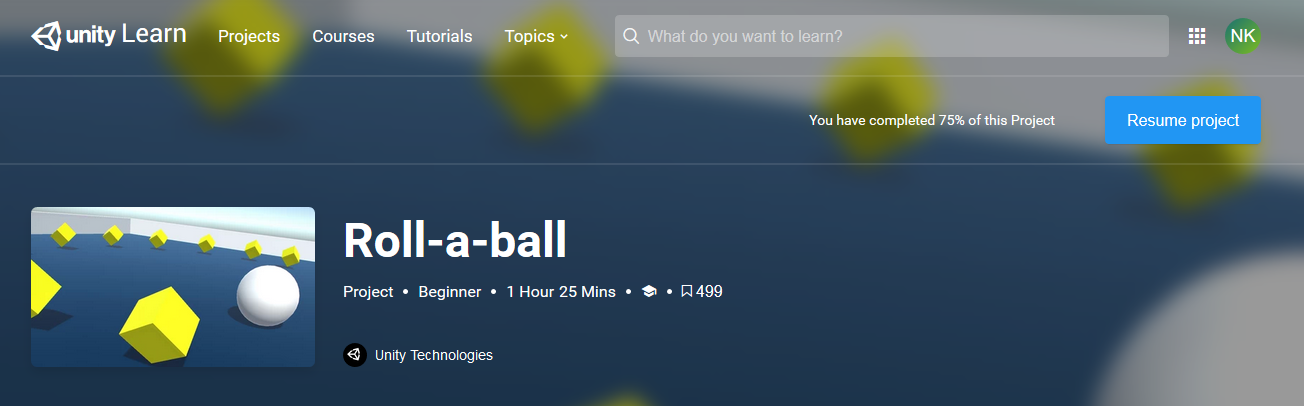 unity Learn Projects Courses Tutorials Topics What do you want to learn? NK
You have completed 75% of this Project Resume project
Roll-a-ball
Project • Beginner • 1 Hour 25 Mins • • 499
Unity Technologies